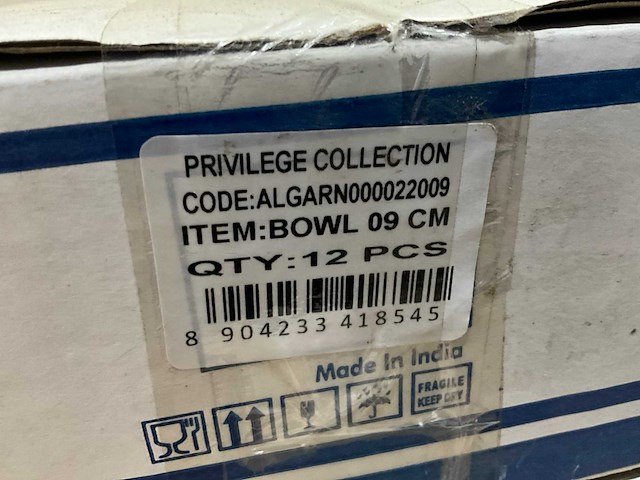 PRIVILEGE COLLECTION
CODE:ALGARN000022009
ITEM:BOWL 09 CM
QTY:12 PCS
8 904233 418545
Made In India
FRAGILE
KEEP DRY